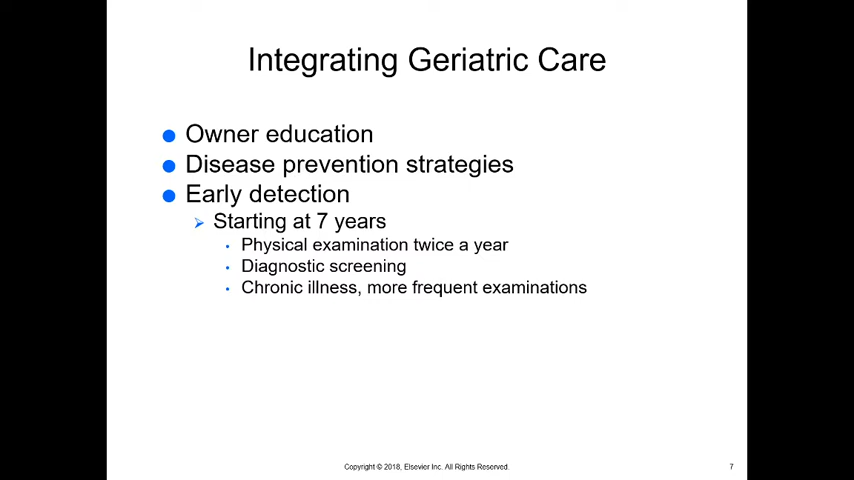 Integrating Geriatric Care
Owner education
Disease prevention strategies
Early detection
Starting at 7 years
Physical examination twice a year
Diagnostic screening
Chronic illness, more frequent examinations
Copyright © 2018, Elsevier Inc. All Rights Reserved.
7